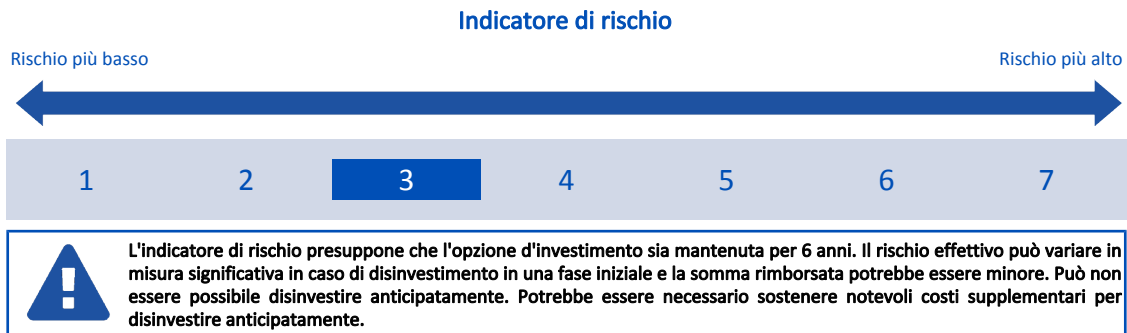 Indicatore di rischio
Rischio più basso
Rischio più alto
1 2 3 4 5 6 7
L'indicatore di rischio presuppone che l'opzione d'investimento sia mantenuta per 6 anni. Il rischio effettivo può variare in
misura significativa in caso di disinvestimento in una fase iniziale e la somma rimborsata potrebbe essere minore. Può non
essere possibile disinvestire anticipatamente. Potrebbe essere necessario sostenere notevoli costi supplementari per
disinvestire anticipatamente.